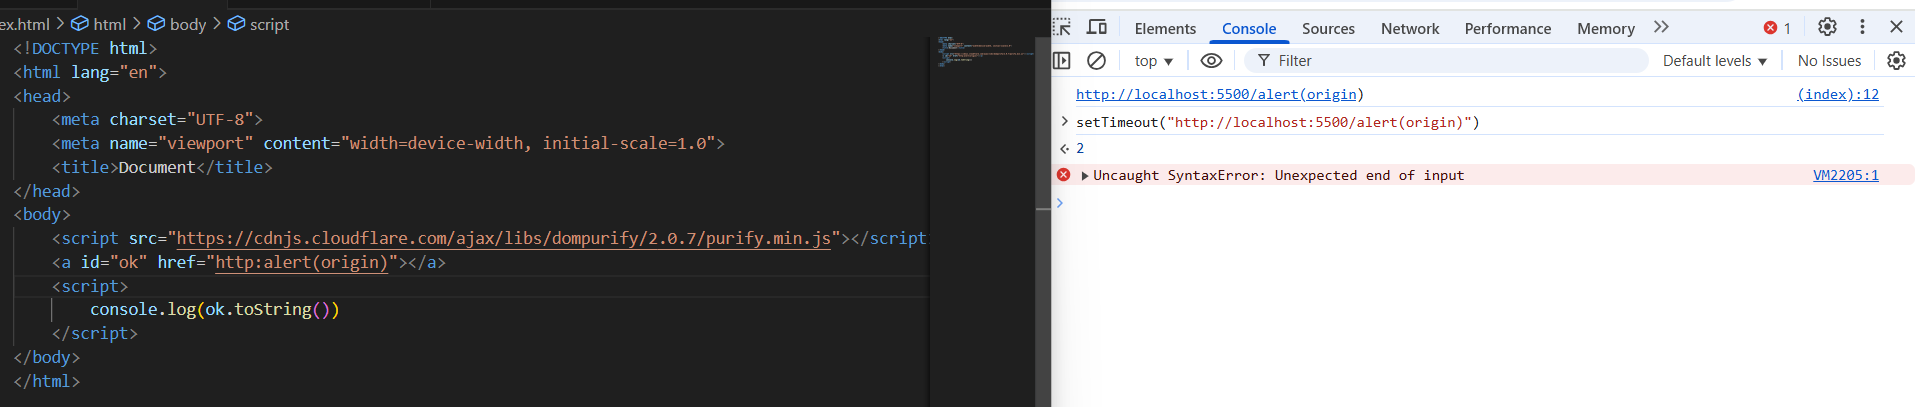 ex.html > html > body > script
<!DOCTYPE html>
<html lang="en">
<head>
<meta charset="UTF-8">
<meta name="viewport" content="width=device-width, initial-scale=1.0">
<title>Document</title>
</head>
<body>
<script src="https://cdnjs.cloudflare.com/ajax/libs/dompurify/2.0.7/purify.min.js"></script
<a id="ok" href="http:alert(origin)"></a>
<script>
console.log(ok.toString())
</script>
</body>
</html>
Elements Console Sources Network Performance Memory >> 1
top Filter Default levels No Issues
http://localhost:5500/alert(origin) (index):12
> setTimeout("http://localhost:5500/alert(origin)")
2
Uncaught SyntaxError: Unexpected end of input VM2205:1
>